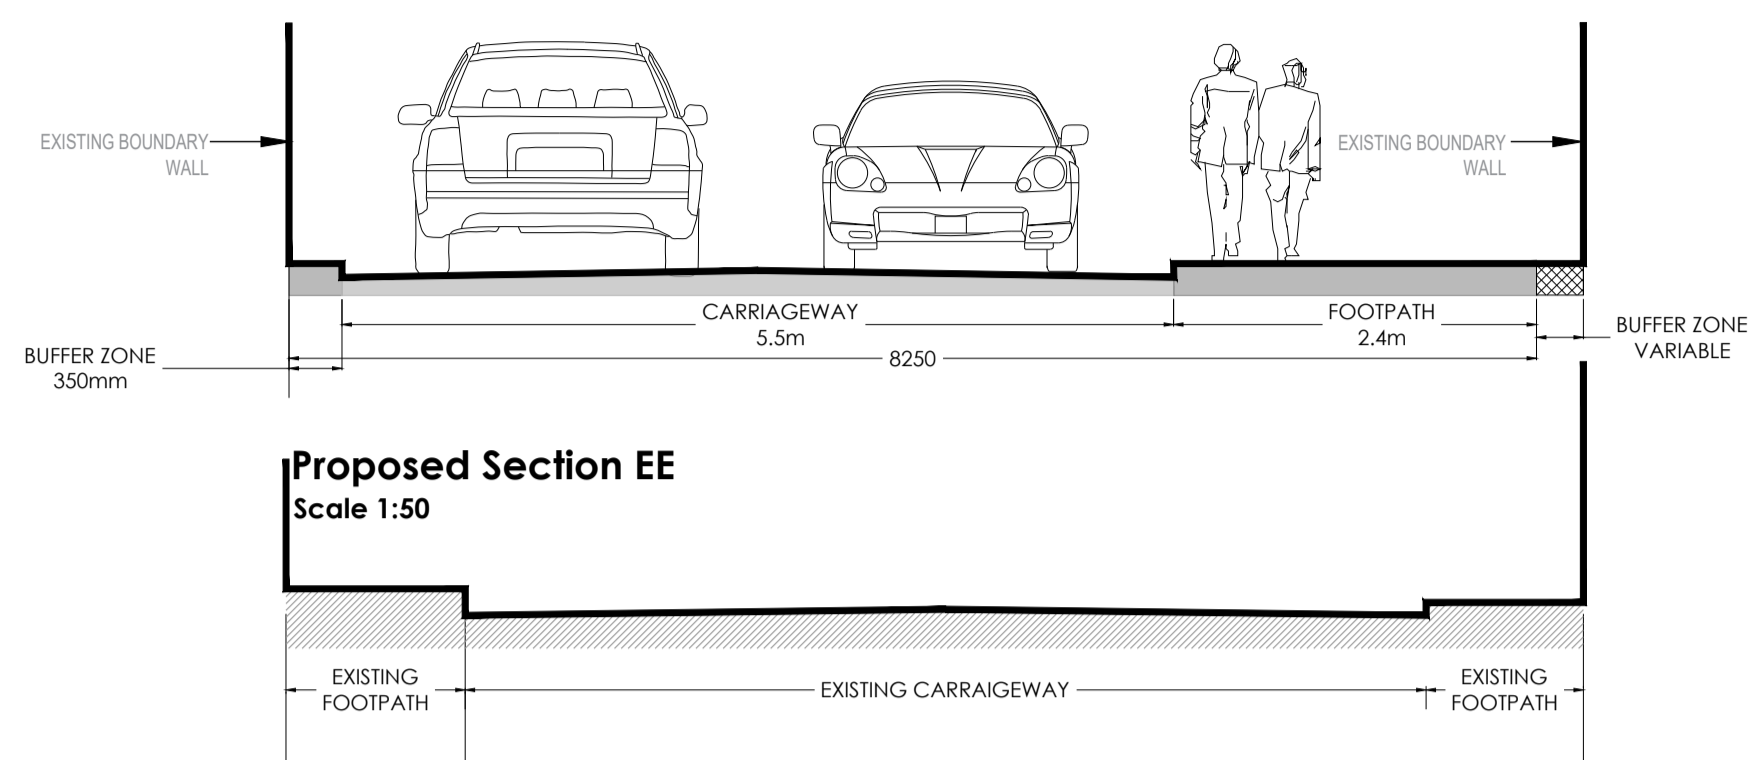 EXISTING BOUNDARY
WALL
EXISTING BOUNDARY
WALL
CARRIAGEWAY
5.5m
FOOTPATH
2.4m
BUFFER ZONE
VARIABLE
BUFFER ZONE
350mm
8250
Proposed Section EE
Scale 1:50
EXISTING
FOOTPATH
EXISTING CARRAIGEWAY
EXISTING
FOOTPATH